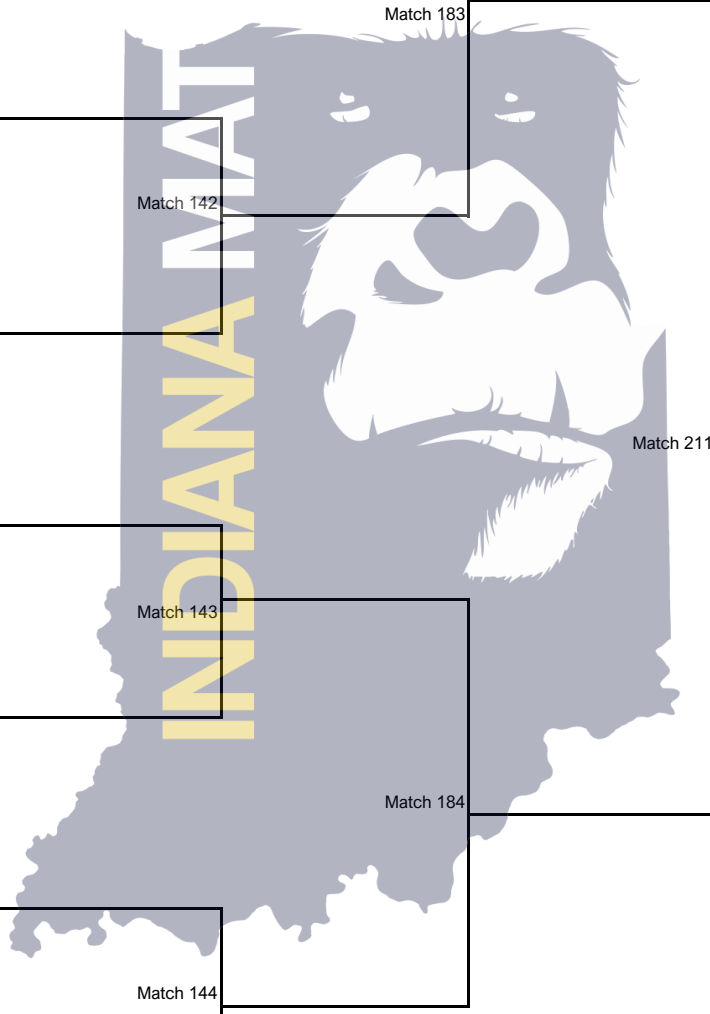 Match 183
Match 142
INDIANA MAT
Match 211
Match 143
Match 184
Match 144